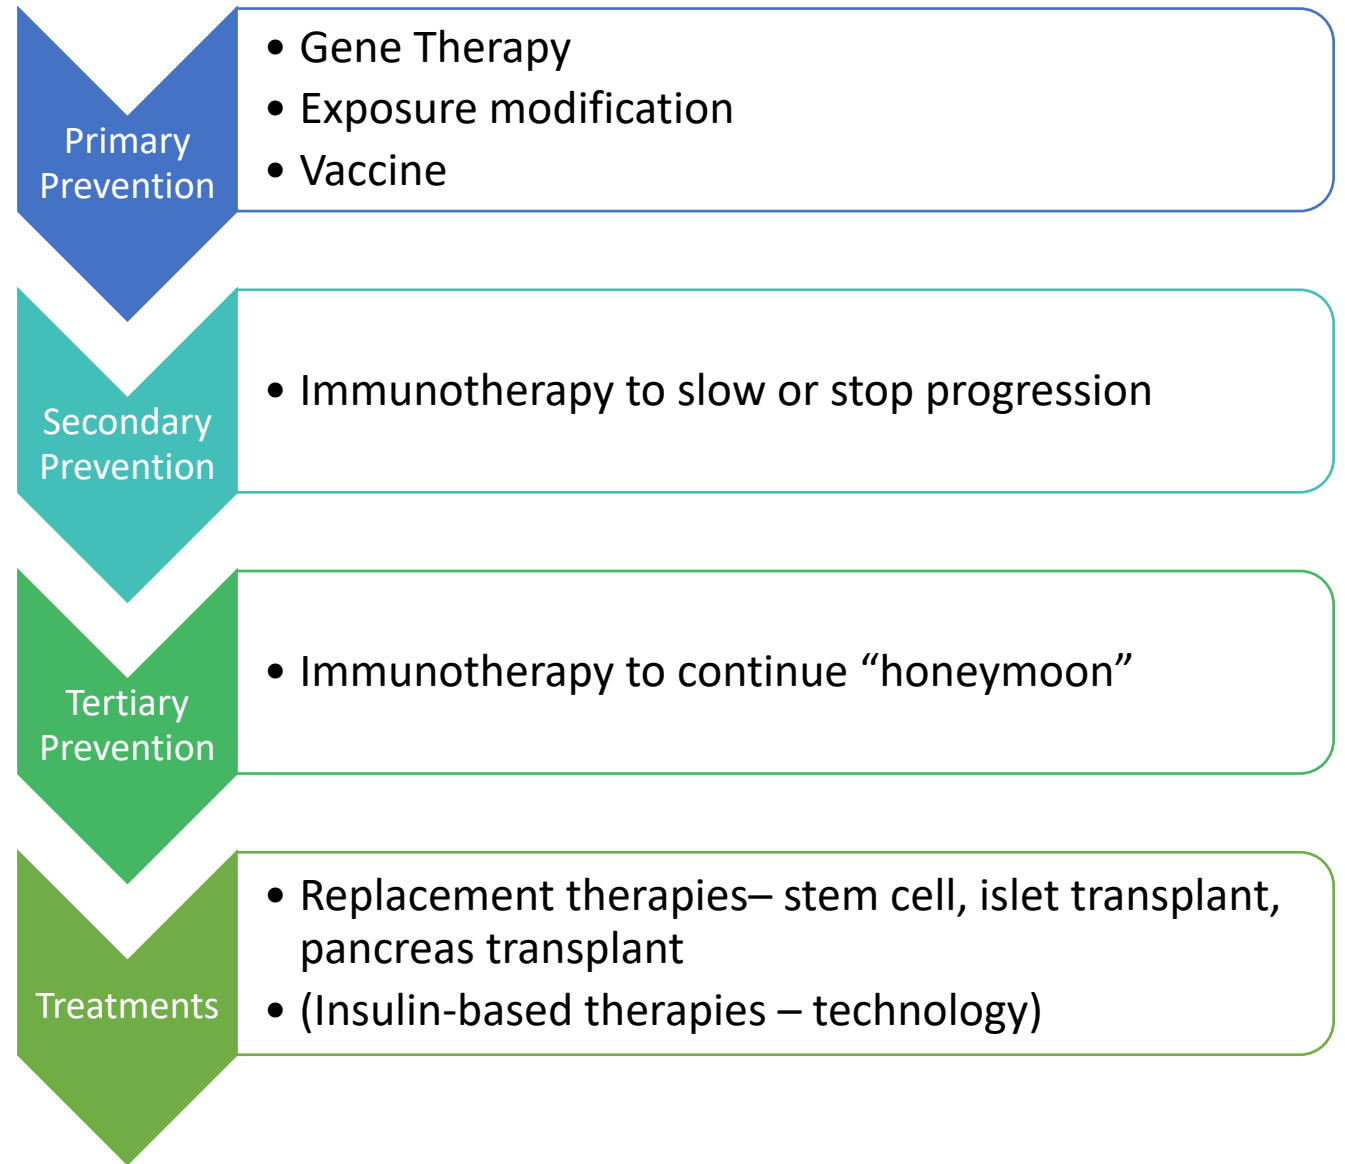 Primary
Prevention
• Gene Therapy
• Exposure modification
• Vaccine
Secondary
Prevention
• Immunotherapy to slow or stop progression
Tertiary
Prevention
• Immunotherapy to continue “honeymoon”
Treatments
• Replacement therapies– stem cell, islet transplant,
pancreas transplant
• (Insulin-based therapies – technology)